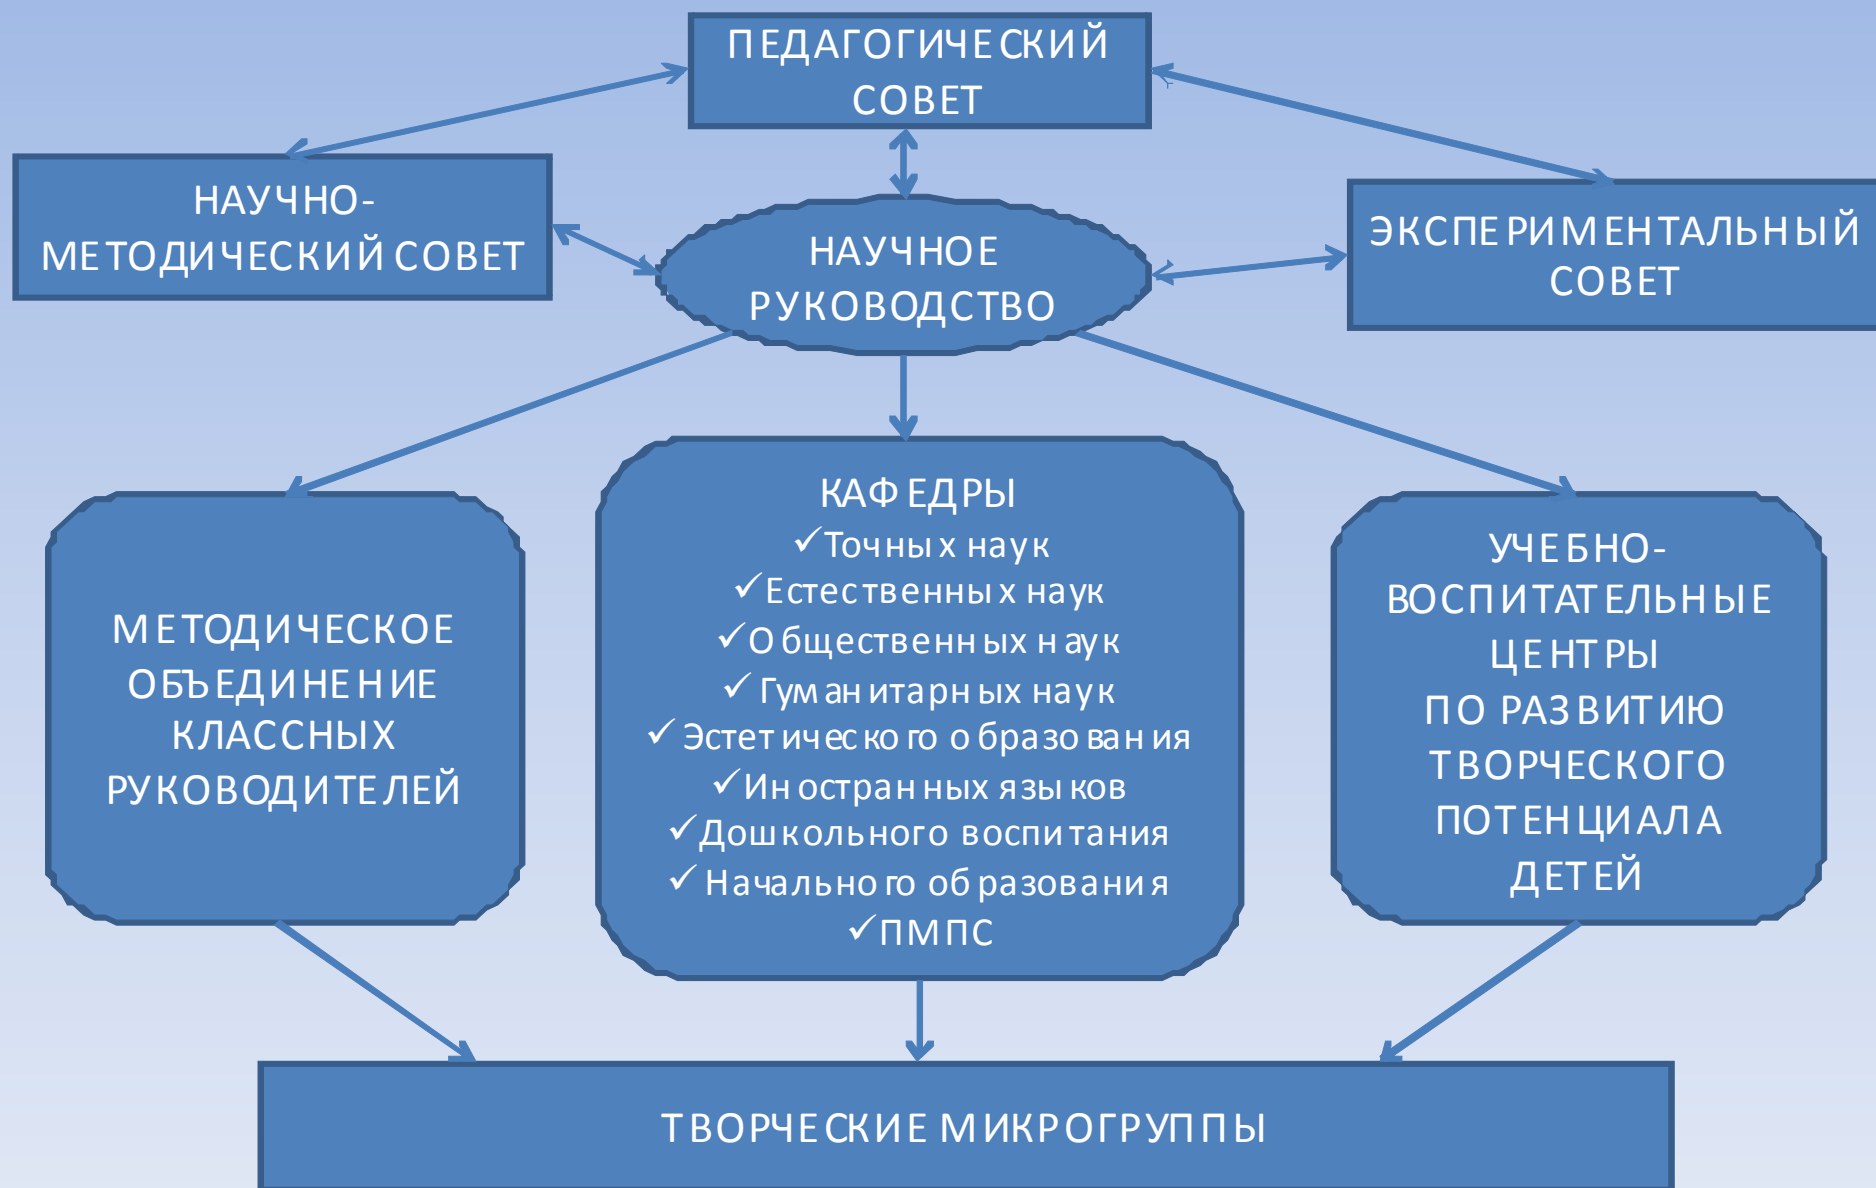 ПЕДАГОГИЧЕСКИЙ
СОВЕТ
НАУЧНО-
МЕТОДИЧЕСКИЙ СОВЕТ
НАУЧНОЕ
РУКОВОДСТВО
ЭКСПЕРИМЕНТАЛЬНЫЙ
СОВЕТ
МЕТОДИЧЕСКОЕ
ОБЪЕДИНЕНИЕ
КЛАССНЫХ
РУКОВОДИТЕЛЕЙ
КАФЕДРЫ
✓Точных наук
✓Естественных наук
✓Общественных наук
✓ Гуманитарных наук
✓ Эстетического образования
✓Иностранных языков
✓Дошкольного воспитания
✓ Начального образования
✓ПМПС
УЧЕБНО-
ВОСПИТАТЕЛЬНЫЕ
ЦЕНТРЫ
ПО РАЗВИТИЮ
ТВОРЧЕСКОГО
ПОТЕНЦИАЛА
ДЕТЕЙ
ТВОРЧЕСКИЕ МИКРОГРУППЫ